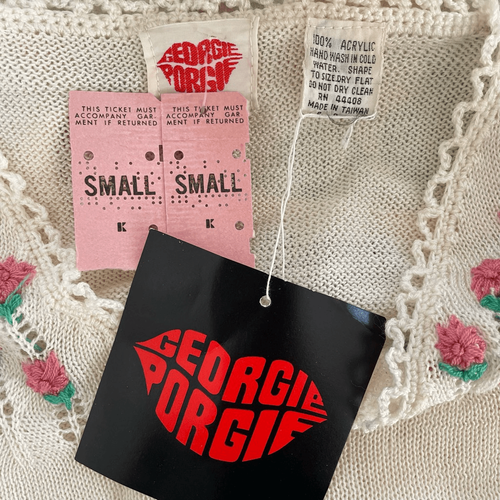 GEORGIE
PORGIE
100% ACRYLIC
HAND WASH IN COLD
WATER. SHAPE
TO SIZE DRY FLAT
DO NOT DRY CLEAN
RN 44408
MADE IN TAIWAN
THIS TICKET MUST
ACCOMPANY GAR-
MENT IF RETURNED
SMALL
K
THIS TICKET MUST
ACCOMPANY GAR-
MENT IF RETURNED
SMALL
K
GEORGIE
PORGIE